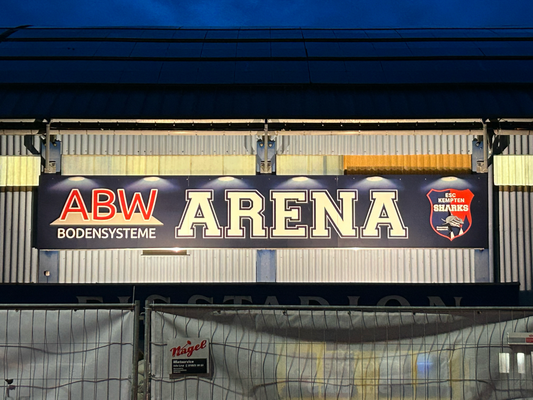 ABW
BODENSYSTEME
ARENA
ESC
KEMPTEN
SHARKS
EISSTADION
Nagel